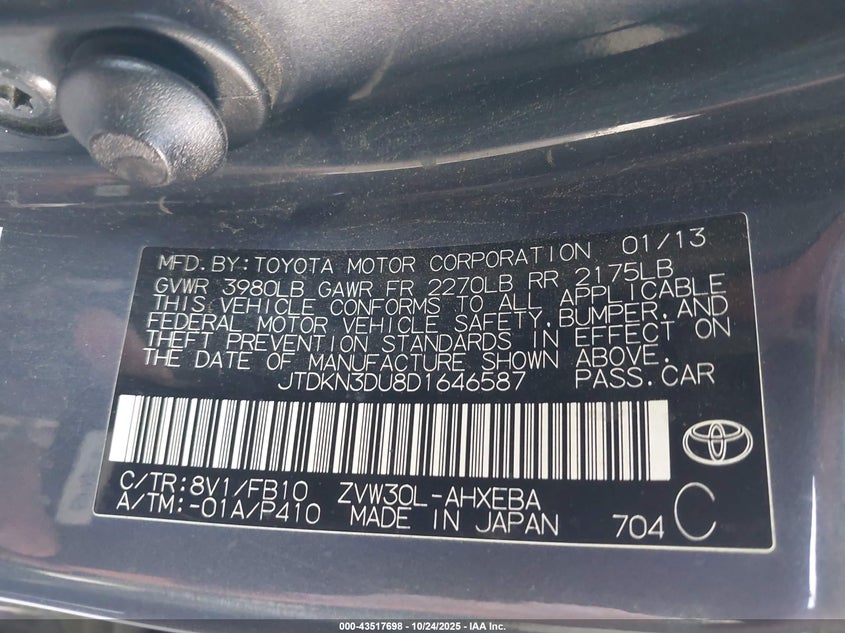 MFD.BY:TOYOTA MOTOR CORPORATION 01/13
GVWR 3980LB GAWR FR 2270LB RR 2175LB
THIS VEHICLE CONFORMS TO ALL APPLICABLE
FEDERAL MOTOR VEHICLE SAFETY,BUMPER,AND
THEFT PREVENTION STANDARDS IN EFFECT ON
THE DATE OF MANUFACTURE SHOWN ABOVE.
JTDKN3DU8D1646587 PASS.CAR
C/TR:8V1/FB10 ZVW30L-AHXEBA
A/TM:-01A/P410 MADE IN JAPAN 704 C
000-43517698 - 10/24/2025 - IAA Inc.